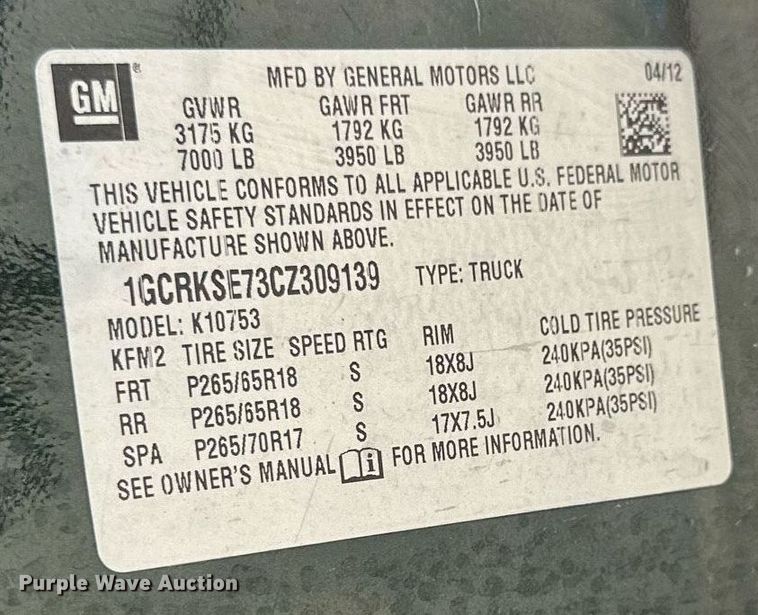 GM ® MFD BY GENERAL MOTORS LLC 04/12
GVWR GAWR FRT GAWR RR
3175 KG 1792 KG 1792 KG
7000 LB 3950 LB 3950 LB
THIS VEHICLE CONFORMS TO ALL APPLICABLE U.S. FEDERAL MOTOR
VEHICLE SAFETY STANDARDS IN EFFECT ON THE DATE OF
MANUFACTURE SHOWN ABOVE.
1GCRKSE73CZ309139 TYPE: TRUCK
MODEL: K10753
KFM2 TIRE SIZE SPEED RTG RIM COLD TIRE PRESSURE
FRT P265/65R18 S 18X8J 240KPA(35PSI)
RR P265/65R18 S 18X8J 240KPA(35PSI)
SPA P265/70R17 S 17X7.5J 240KPA(35PSI)
SEE OWNER'S MANUAL i FOR MORE INFORMATION.
Purple Wave Auction